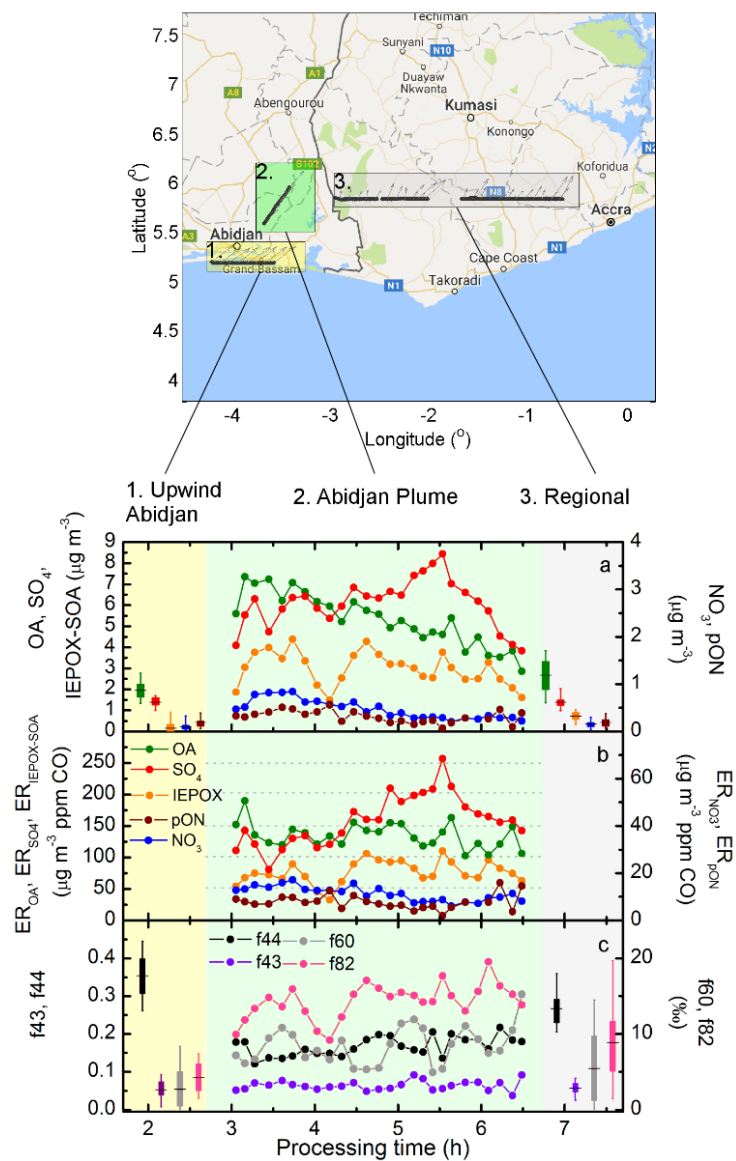 7.5
7
6.5
6
5.5
5
4.5
4
Latitude (°)
Techiman
Sunyani
N10
Duayaw
Nkwanta
A1
A8
Abengourou
Kumasi
Konongo
B102
2.
3.
N8
Koforidua
N2
Accra
A3
Abidjan
1.
Grand-Bassam
N1
Cape Coast
Takoradi
N1
-4 -3 -2 -1 0
Longitude (°)
1. Upwind
Abidjan
2. Abidjan Plume
3. Regional
OA, SO4,
IEPOX-SOA (μg m-3)
9
8
7
6
5
4
3
2
1
0
a
4
3
2
1
0
NO3, pON
(μg m-3)
EROA, ERSO4, ERIEPOX-SOA
(μg m-3 ppm CO)
250
200
150
100
50
0
OA
SO4
IEPOX
pON
NO3
b
60
40
20
0
ERNO3, ERpON
(μg m-3 ppm CO)
f43, f44
0.4
0.3
0.2
0.1
0.0
f44 f60
f43 f82
c
20
10
0
f60, f82
(‰)
2 3 4 5 6 7
Processing time (h)